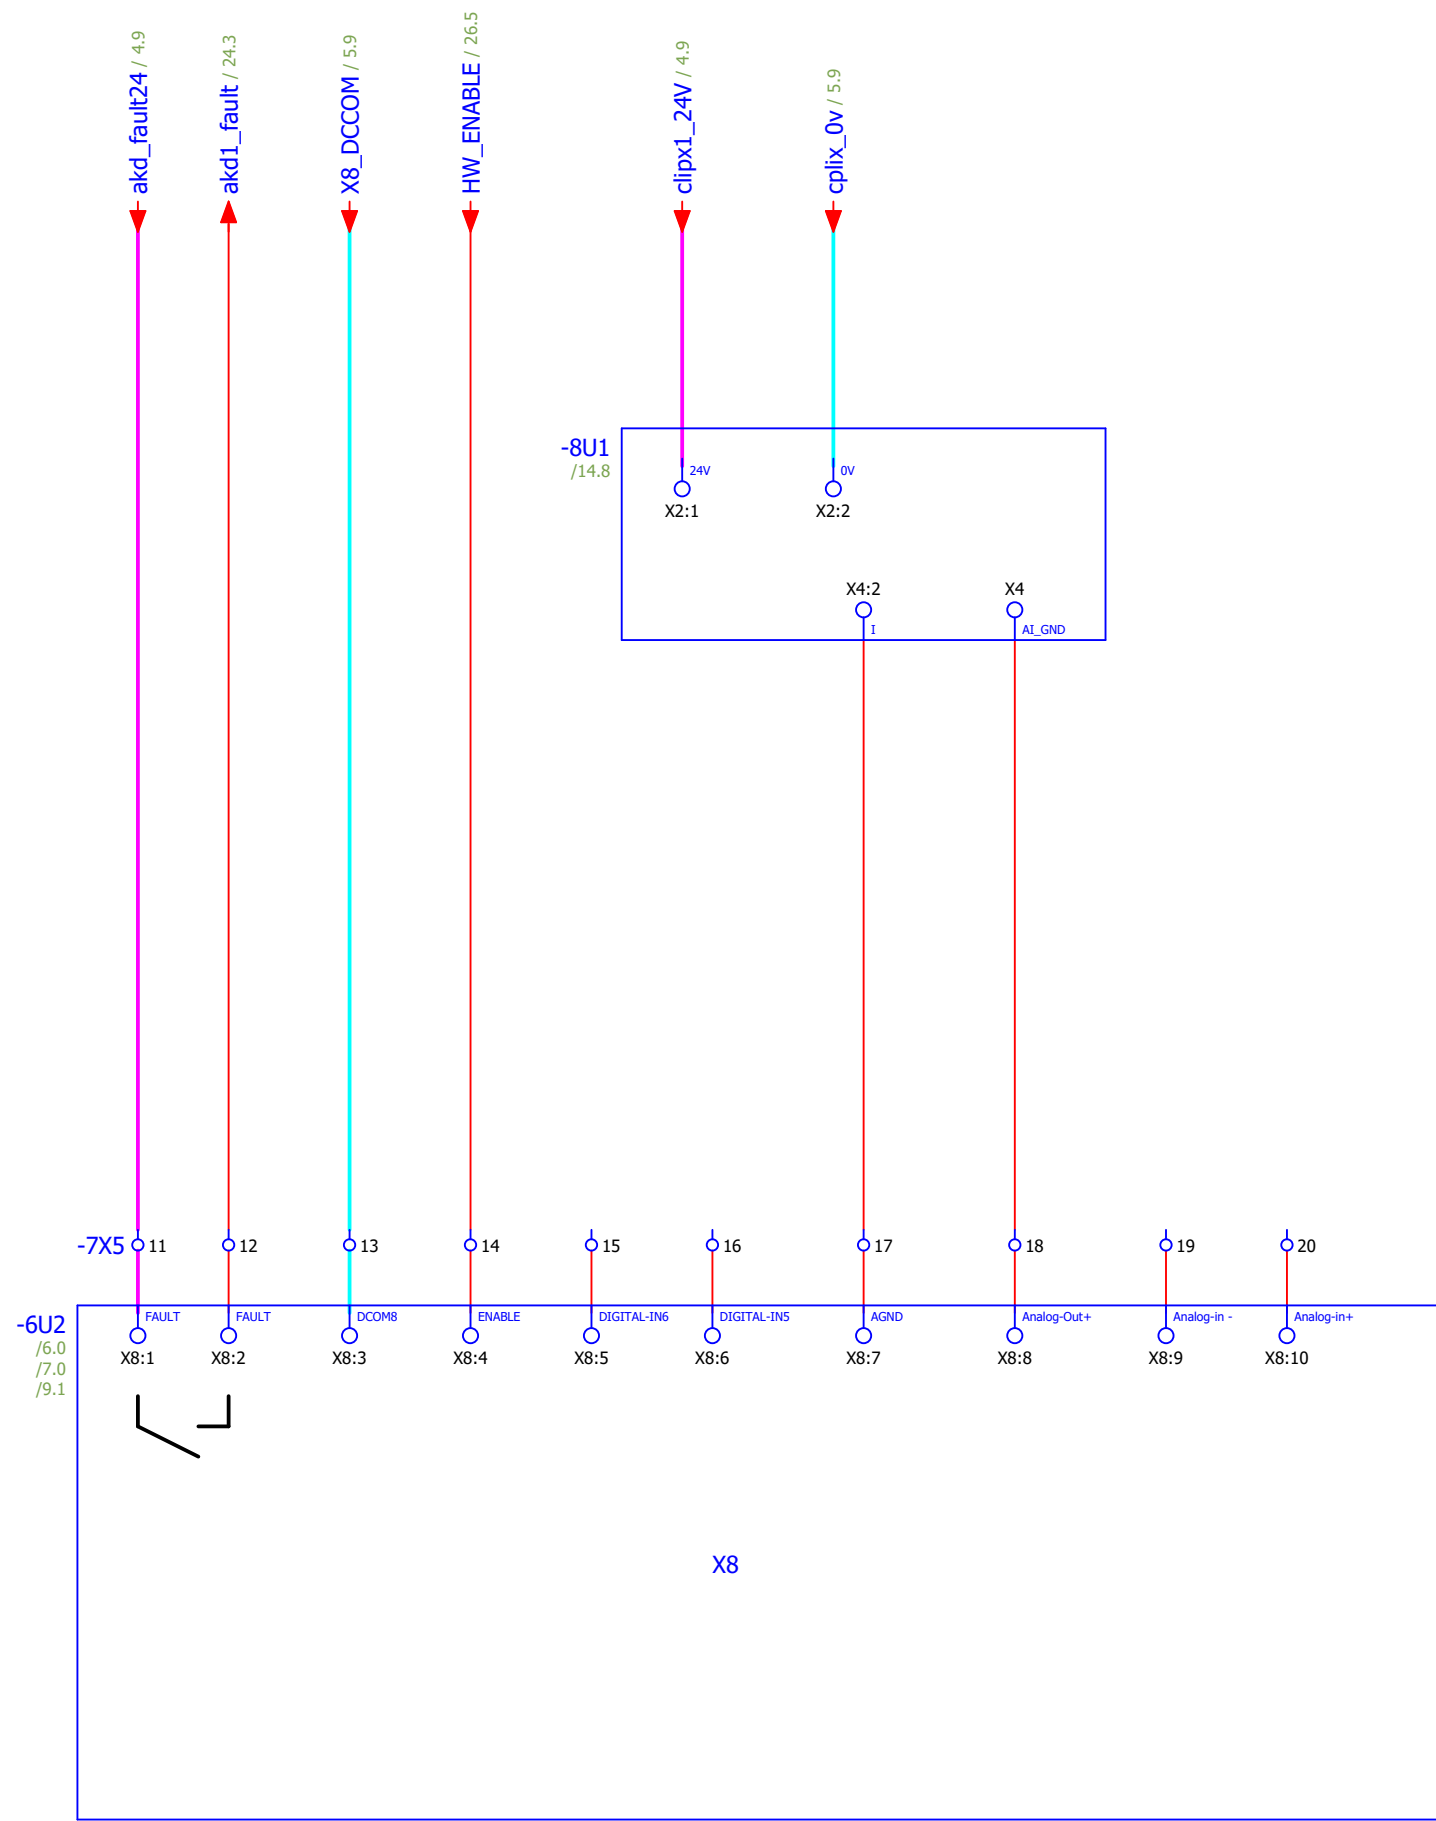 akd_fault24 / 4.9
akd1_fault / 24.3
X8_DCCOM / 5.9
HW_ENABLE / 26.5
clipx1_24V / 4.9
cplix_0v / 5.9
-8U1
/14.8
24V
0V
X2:1
X2:2
X4:2
X4
I
AI_GND
-7X5
11
12
13
14
15
16
17
18
19
20
-6U2
/6.0
/7.0
/9.1
FAULT
FAULT
DCOM8
ENABLE
DIGITAL-IN6
DIGITAL-IN5
AGND
Analog-Out+
Analog-in -
Analog-in+
X8:1
X8:2
X8:3
X8:4
X8:5
X8:6
X8:7
X8:8
X8:9
X8:10
X8